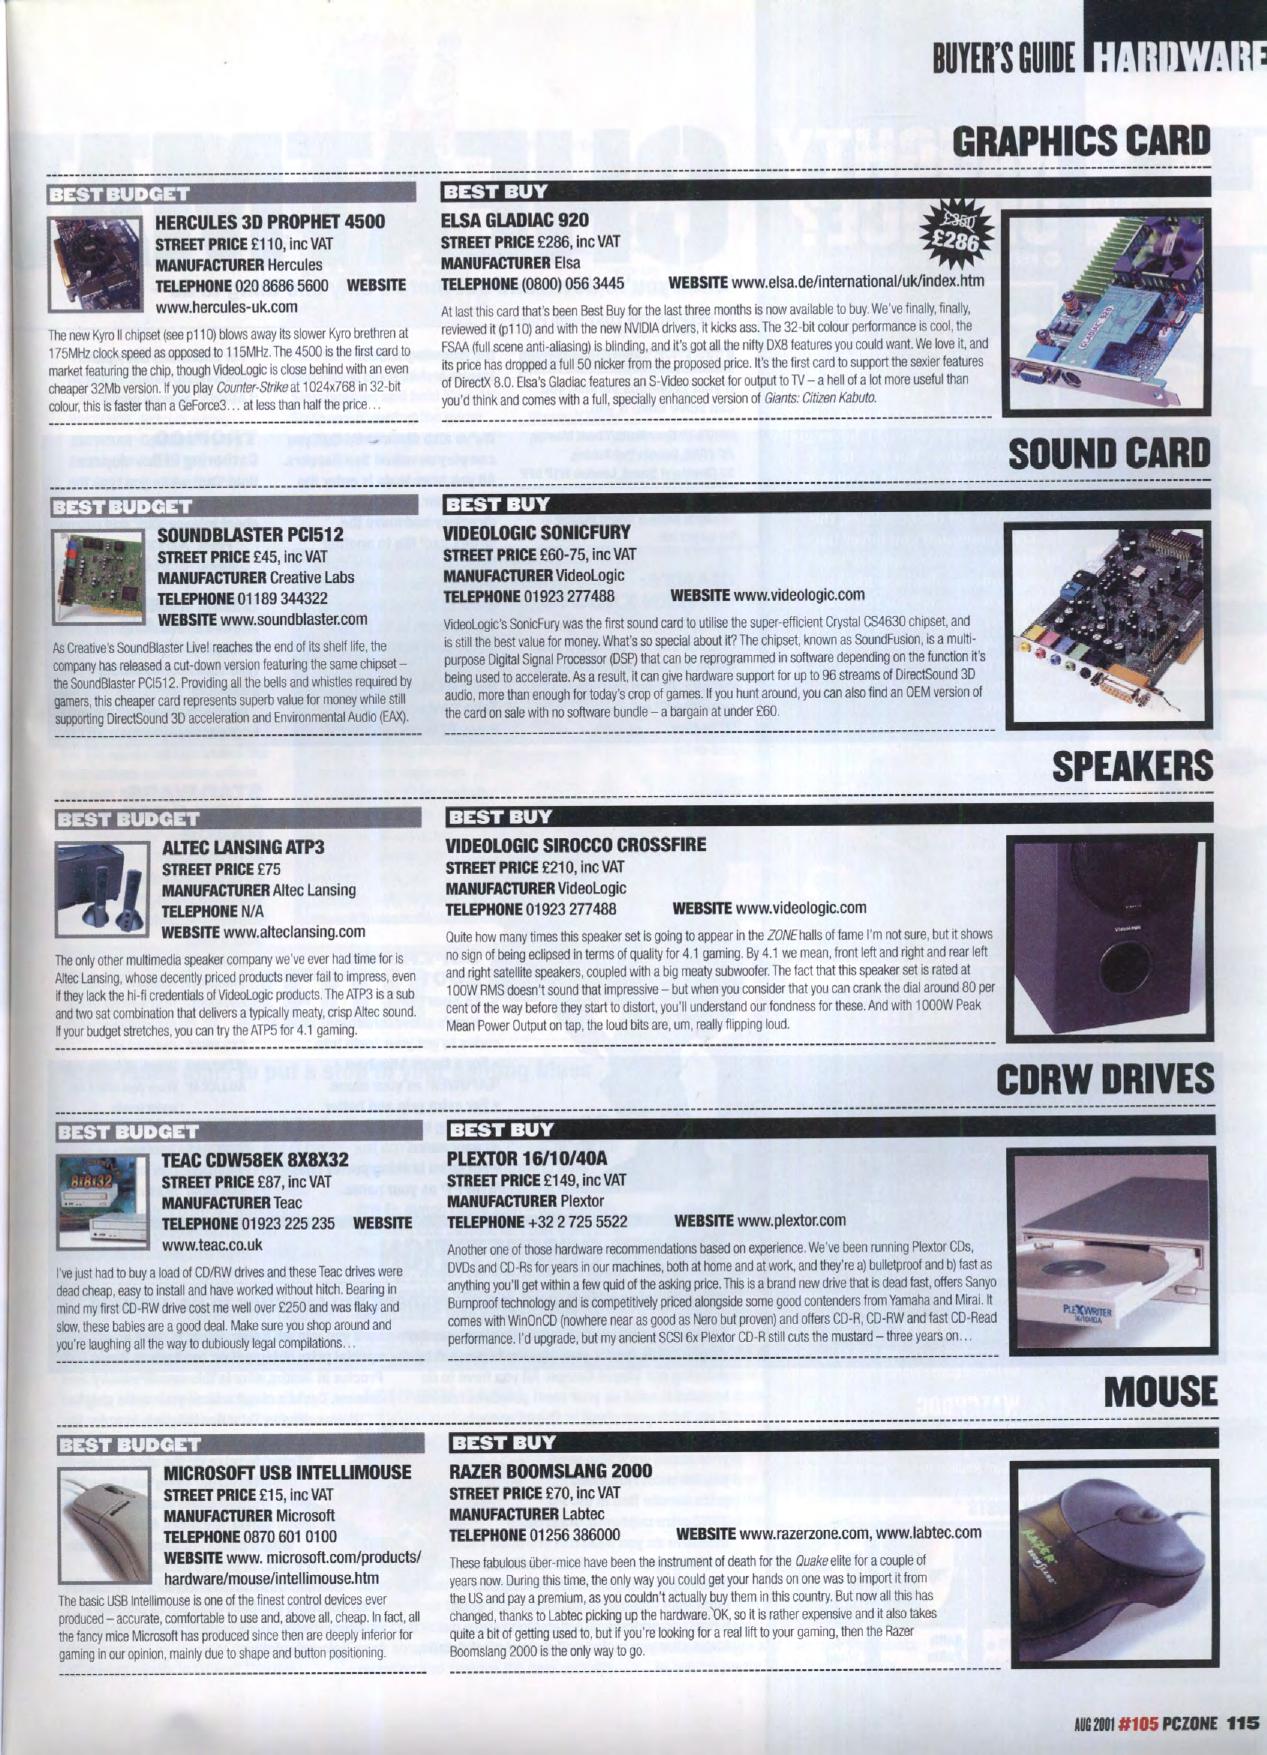 BUYER'S GUIDE HARDWARE
GRAPHICS CARD
BEST BUDGET
HERCULES 3D PROPHET 4500
STREET PRICE £110, inc VAT
MANUFACTURER Hercules
TELEPHONE 020 8686 5600 WEBSITE
www.hercules-uk.com
The new Kyro II chipset (see p110) blows away its slower Kyro brethren at
175MHz clock speed as opposed to 115MHz. The 4500 is the first card to
market featuring the chip, though VideoLogic is close behind with an even
cheaper 32Mb version. If you play Counter-Strike at 1024x768 in 32-bit
colour, this is faster than a GeForce3... at less than half the price...
BEST BUY
ELSA GLADIAC 920
STREET PRICE £286, inc VAT
MANUFACTURER Elsa
TELEPHONE (0800) 056 3445 WEBSITE www.elsa.de/international/uk/index.htm
£350
£286
At last this card that's been Best Buy for the last three months is now available to buy. We've finally, finally,
reviewed it (p110) and with the new NVIDIA drivers, it kicks ass. The 32-bit colour performance is cool, the
FSAA (full scene anti-aliasing) is blinding, and it's got all the nifty DX8 features you could want. We love it, and
its price has dropped a full 50 nicker from the proposed price. It's the first card to support the sexier features
of DirectX 8.0. Elsa's Gladiac features an S-Video socket for output to TV – a hell of a lot more useful than
you'd think and comes with a full, specially enhanced version of Giants: Citizen Kabuto.
GLADIAC 920
SOUND CARD
BEST BUDGET
SOUNDBLASTER PCI512
STREET PRICE £45, inc VAT
MANUFACTURER Creative Labs
TELEPHONE 01189 344322
WEBSITE www.soundblaster.com
As Creative's SoundBlaster Live! reaches the end of its shelf life, the
company has released a cut-down version featuring the same chipset –
the SoundBlaster PCI512. Providing all the bells and whistles required by
gamers, this cheaper card represents superb value for money while still
supporting DirectSound 3D acceleration and Environmental Audio (EAX).
BEST BUY
VIDEOLOGIC SONICFURY
STREET PRICE £60-75, inc VAT
MANUFACTURER VideoLogic
TELEPHONE 01923 277488 WEBSITE www.videologic.com
VideoLogic's SonicFury was the first sound card to utilise the super-efficient Crystal CS4630 chipset, and
is still the best value for money. What's so special about it? The chipset, known as SoundFusion, is a multi-
purpose Digital Signal Processor (DSP) that can be reprogrammed in software depending on the function it's
being used to accelerate. As a result, it can give hardware support for up to 96 streams of DirectSound 3D
audio, more than enough for today's crop of games. If you hunt around, you can also find an OEM version of
the card on sale with no software bundle – a bargain at under £60.
SPEAKERS
BEST BUDGET
ALTEC LANSING ATP3
STREET PRICE £75
MANUFACTURER Altec Lansing
TELEPHONE N/A
WEBSITE www.alteclansing.com
The only other multimedia speaker company we've ever had time for is
Altec Lansing, whose decently priced products never fail to impress, even
if they lack the hi-fi credentials of VideoLogic products. The ATP3 is a sub
and two sat combination that delivers a typically meaty, crisp Altec sound.
If your budget stretches, you can try the ATP5 for 4.1 gaming.
BEST BUY
VIDEOLOGIC SIROCCO CROSSFIRE
STREET PRICE £210, inc VAT
MANUFACTURER VideoLogic
TELEPHONE 01923 277488 WEBSITE www.videologic.com
Quite how many times this speaker set is going to appear in the ZONE halls of fame I'm not sure, but it shows
no sign of being eclipsed in terms of quality for 4.1 gaming. By 4.1 we mean, front left and right and rear left
and right satellite speakers, coupled with a big meaty subwoofer. The fact that this speaker set is rated at
100W RMS doesn't sound that impressive – but when you consider that you can crank the dial around 80 per
cent of the way before they start to distort, you'll understand our fondness for these. And with 1000W Peak
Mean Power Output on tap, the loud bits are, um, really flipping loud.
VideoLogic
CDRW DRIVES
BEST BUDGET
8/8/32
TEAC CDW58EK 8X8X32
STREET PRICE £87, inc VAT
MANUFACTURER Teac
TELEPHONE 01923 225 235 WEBSITE
www.teac.co.uk
I've just had to buy a load of CD/RW drives and these Teac drives were
dead cheap, easy to install and have worked without hitch. Bearing in
mind my first CD-RW drive cost me well over £250 and was flaky and
slow, these babies are a good deal. Make sure you shop around and
you're laughing all the way to dubiously legal compilations...
BEST BUY
PLEXTOR 16/10/40A
STREET PRICE £149, inc VAT
MANUFACTURER Plextor
TELEPHONE +32 2 725 5522 WEBSITE www.plextor.com
Another one of those hardware recommendations based on experience. We've been running Plextor CDs,
DVDs and CD-Rs for years in our machines, both at home and at work, and they're a) bulletproof and b) fast as
anything you'll get within a few quid of the asking price. This is a brand new drive that is dead fast, offers Sanyo
Burnproof technology and is competitively priced alongside some good contenders from Yamaha and Mirai. It
comes with WinOnCD (nowhere near as good as Nero but proven) and offers CD-R, CD-RW and fast CD-Read
performance. I'd upgrade, but my ancient SCSI 6x Plextor CD-R still cuts the mustard – three years on...
PLEXWRITER
16/10/40A
MOUSE
BEST BUDGET
MICROSOFT USB INTELLIMOUSE
STREET PRICE £15, inc VAT
MANUFACTURER Microsoft
TELEPHONE 0870 601 0100
WEBSITE www. microsoft.com/products/
hardware/mouse/intellimouse.htm
The basic USB Intellimouse is one of the finest control devices ever
produced – accurate, comfortable to use and, above all, cheap. In fact, all
the fancy mice Microsoft has produced since then are deeply inferior for
gaming in our opinion, mainly due to shape and button positioning.
BEST BUY
RAZER BOOMSLANG 2000
STREET PRICE £70, inc VAT
MANUFACTURER Labtec
TELEPHONE 01256 386000 WEBSITE www.razerzone.com, www.labtec.com
These fabulous über-mice have been the instrument of death for the Quake elite for a couple of
years now. During this time, the only way you could get your hands on one was to import it from
the US and pay a premium, as you couldn't actually buy them in this country. But now all this has
changed, thanks to Labtec picking up the hardware. OK, so it is rather expensive and it also takes
quite a bit of getting used to, but if you're looking for a real lift to your gaming, then the Razer
Boomslang 2000 is the only way to go.
RAZER
AUG 2001 #105 PCZONE 115